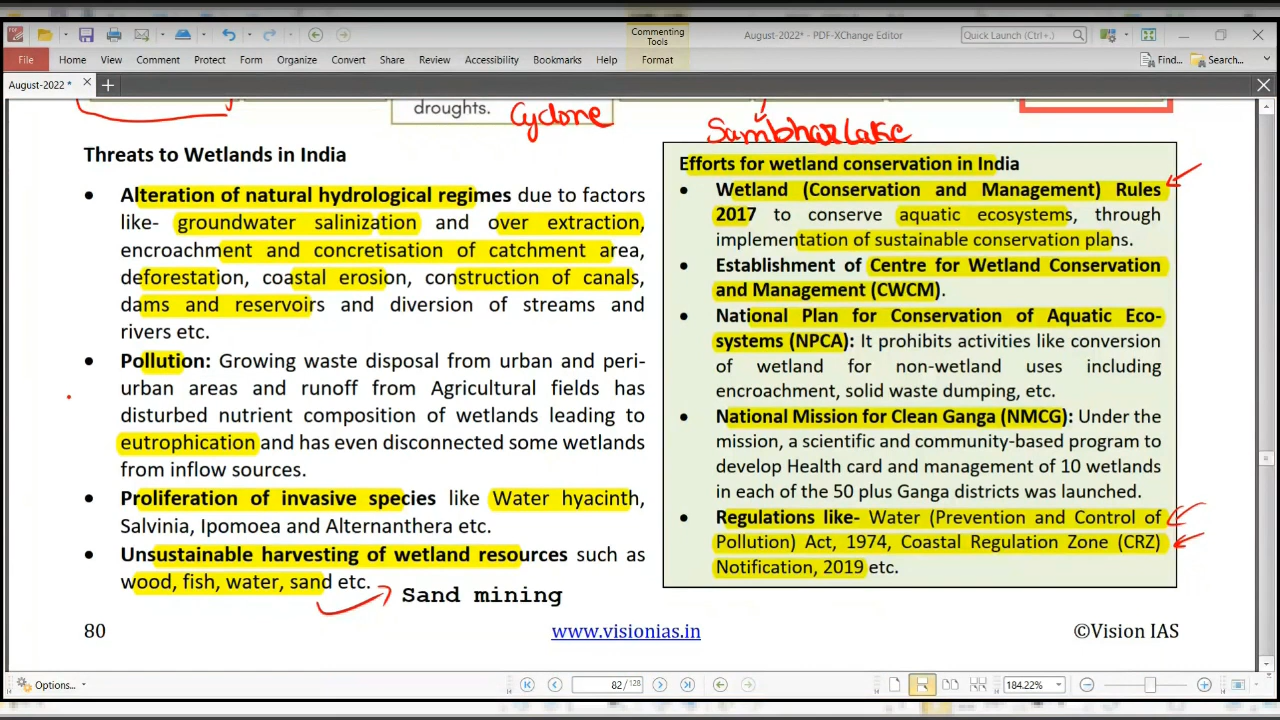 Commenting
Tools
August-2022* - PDF-XChange Editor
Quick Launch (Ctrl+.)
File
Home
View
Comment
Protect
Form
Organize
Convert
Share
Review
Accessibility
Bookmarks
Help
Format
Find...
Search...
August-2022 *
droughts.
Cyclone
Sambhar Lake
Threats to Wetlands in India
• Alteration of natural hydrological regimes due to factors
like- groundwater salinization and over extraction,
encroachment and concretisation of catchment area,
deforestation, coastal erosion, construction of canals,
dams and reservoirs and diversion of streams and
rivers etc.
• Pollution: Growing waste disposal from urban and peri-
urban areas and runoff from Agricultural fields has
disturbed nutrient composition of wetlands leading to
eutrophication and has even disconnected some wetlands
from inflow sources.
• Proliferation of invasive species like Water hyacinth,
Salvinia, Ipomoea and Alternanthera etc.
• Unsustainable harvesting of wetland resources such as
wood, fish, water, sand etc.
Sand mining
Efforts for wetland conservation in India
• Wetland (Conservation and Management) Rules
2017 to conserve aquatic ecosystems, through
implementation of sustainable conservation plans.
• Establishment of Centre for Wetland Conservation
and Management (CWCM).
• National Plan for Conservation of Aquatic Eco-
systems (NPCA): It prohibits activities like conversion
of wetland for non-wetland uses including
encroachment, solid waste dumping, etc.
• National Mission for Clean Ganga (NMCG): Under the
mission, a scientific and community-based program to
develop Health card and management of 10 wetlands
in each of the 50 plus Ganga districts was launched.
• Regulations like- Water (Prevention and Control of
Pollution) Act, 1974, Coastal Regulation Zone (CRZ)
Notification, 2019 etc.
80
www.visionias.in
©Vision IAS
Options...
82 / 128
184.22%